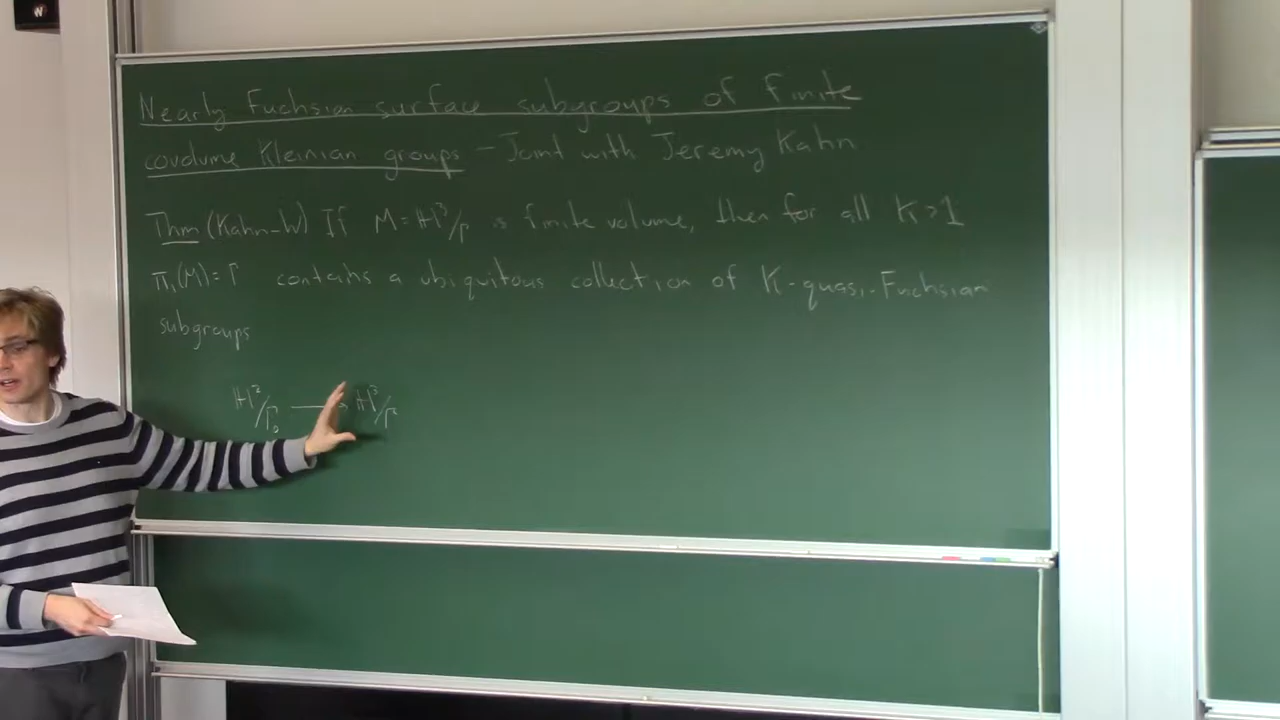 Nearly Fuchsian surface subgroups of finite
covolume Kleinian groups - Joint with Jeremy Kahn
Thm (Kahn-W) If M = ℍ³/Γ is finite volume, then for all K > 1
π₁(M) = Γ contains a ubiquitous collection of K-quasi-Fuchsian
subgroups
ℍ²/Γ₀ → ℍ³/Γ